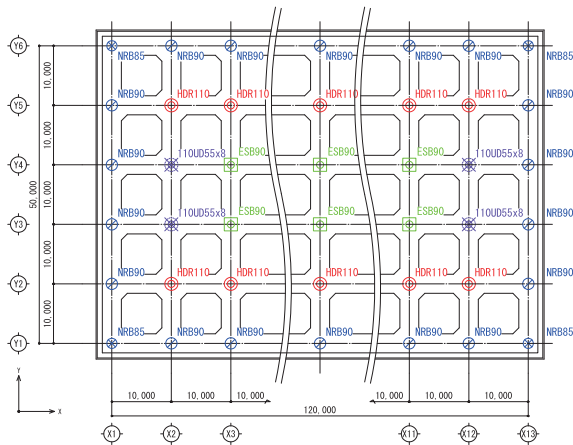 Y6
NRB85 NRB90 NRB90 NRB90 NRB90 NRB90 NRB85
10,000
Y5
NRB90 HDR110 HDR110 HDR110 HDR110 HDR110 NRB90
10,000
Y4
NRB90 110UD55x8 ESB90 ESB90 ESB90 110UD55x8 NRB90
50,000
10,000
Y3
NRB90 110UD55x8 ESB90 ESB90 ESB90 110UD55x8 NRB90
10,000
Y2
NRB90 HDR110 HDR110 HDR110 HDR110 HDR110 NRB90
10,000
Y1
NRB85 NRB90 NRB90 NRB90 NRB90 NRB90 NRB85
Y
X
10,000 10,000 10,000 10,000 10,000 10,000
120,000
X1 X2 X3 X11 X12 X13